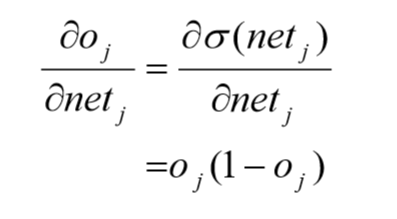 ∂o_j / ∂net_j = ∂σ(net_j) / ∂net_j
=o_j(1−o_j)